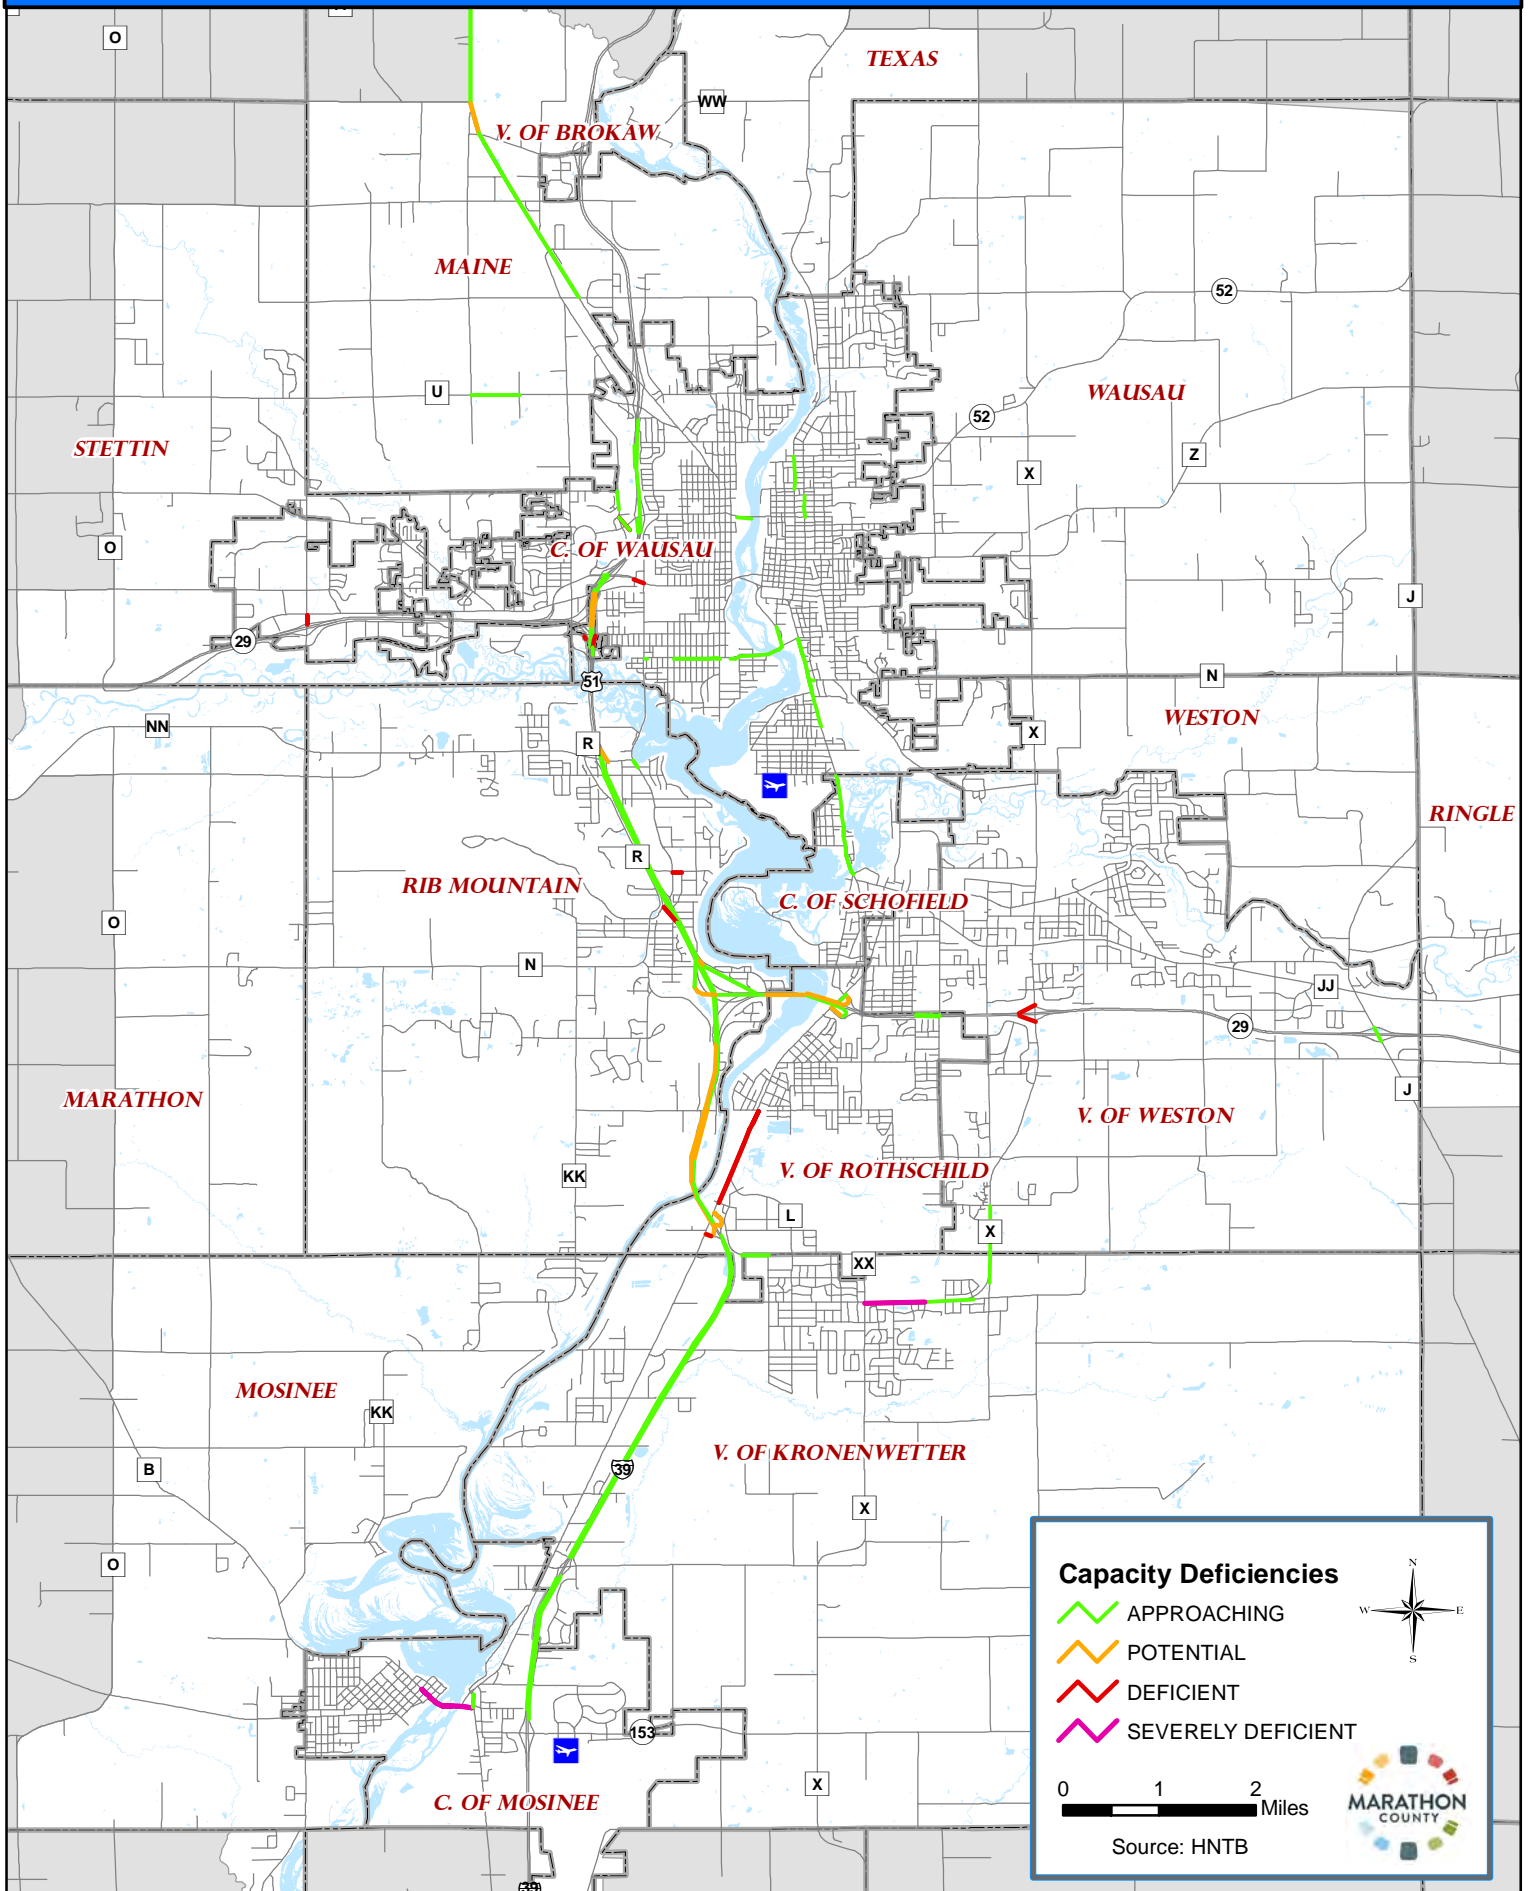 O
TEXAS
WW
V. OF BROKAW
MAINE
52
U
WAUSAU
52
STETTIN
Z
X
O
C. OF WAUSAU
J
29
51
N
NN
WESTON
X
R
RINGLE
R
RIB MOUNTAIN
C. OF SCHOFIELD
O
N
JJ
29
MARATHON
J
V. OF WESTON
V. OF ROTHSCHILD
KK
L
X
XX
MOSINEE
KK
V. OF KRONENWETTER
B
39
X
O
153
X
C. OF MOSINEE
39
Capacity Deficiencies
N
W E
S
APPROACHING
POTENTIAL
DEFICIENT
SEVERELY DEFICIENT
0 1 2
Miles
Source: HNTB
MARATHON
COUNTY